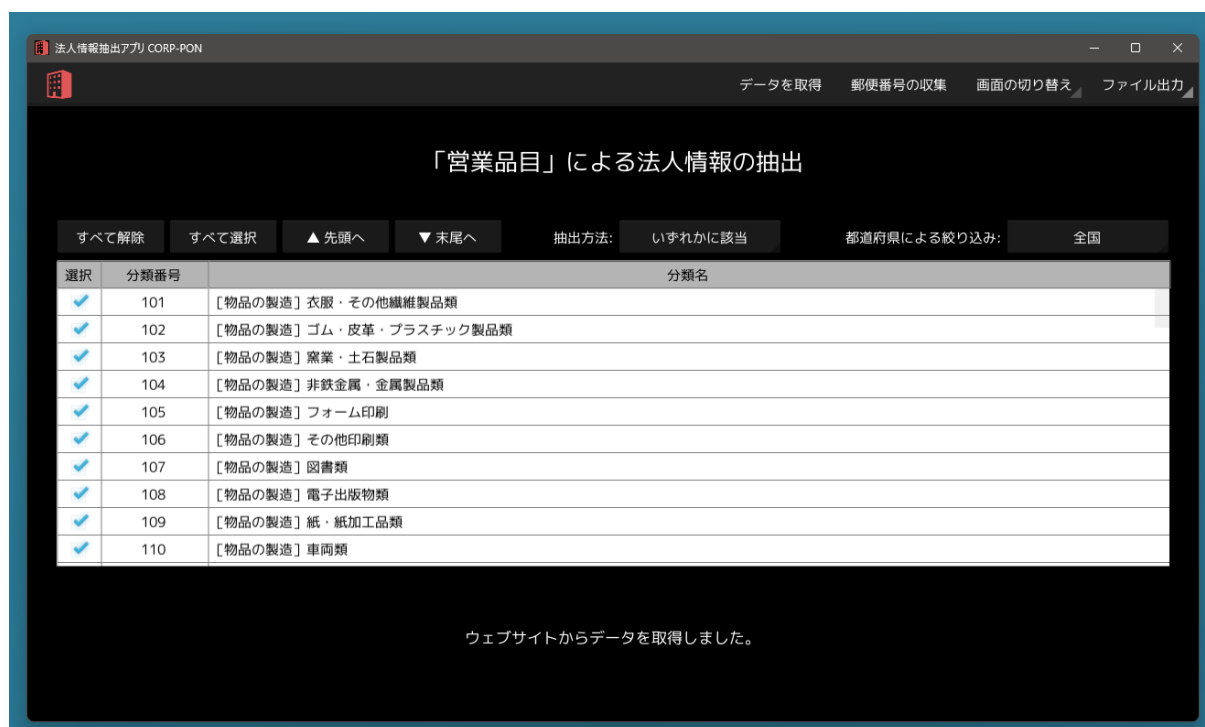 法人情報抽出アプリ CORP-PON
データを取得 郵便番号の収集 画面の切り替え ファイル出力
「営業品目」による法人情報の抽出
すべて解除 すべて選択 ▲ 先頭へ ▼ 末尾へ 抽出方法: いずれかに該当 都道府県による絞り込み: 全国
選択 分類番号 分類名
101 [物品の製造] 衣服・その他繊維製品類
102 [物品の製造] ゴム・皮革・プラスチック製品類
103 [物品の製造] 窯業・土石製品類
104 [物品の製造] 非鉄金属・金属製品類
105 [物品の製造] フォーム印刷
106 [物品の製造] その他印刷類
107 [物品の製造] 図書類
108 [物品の製造] 電子出版物類
109 [物品の製造] 紙・紙加工品類
110 [物品の製造] 車両類
ウェブサイトからデータを取得しました。